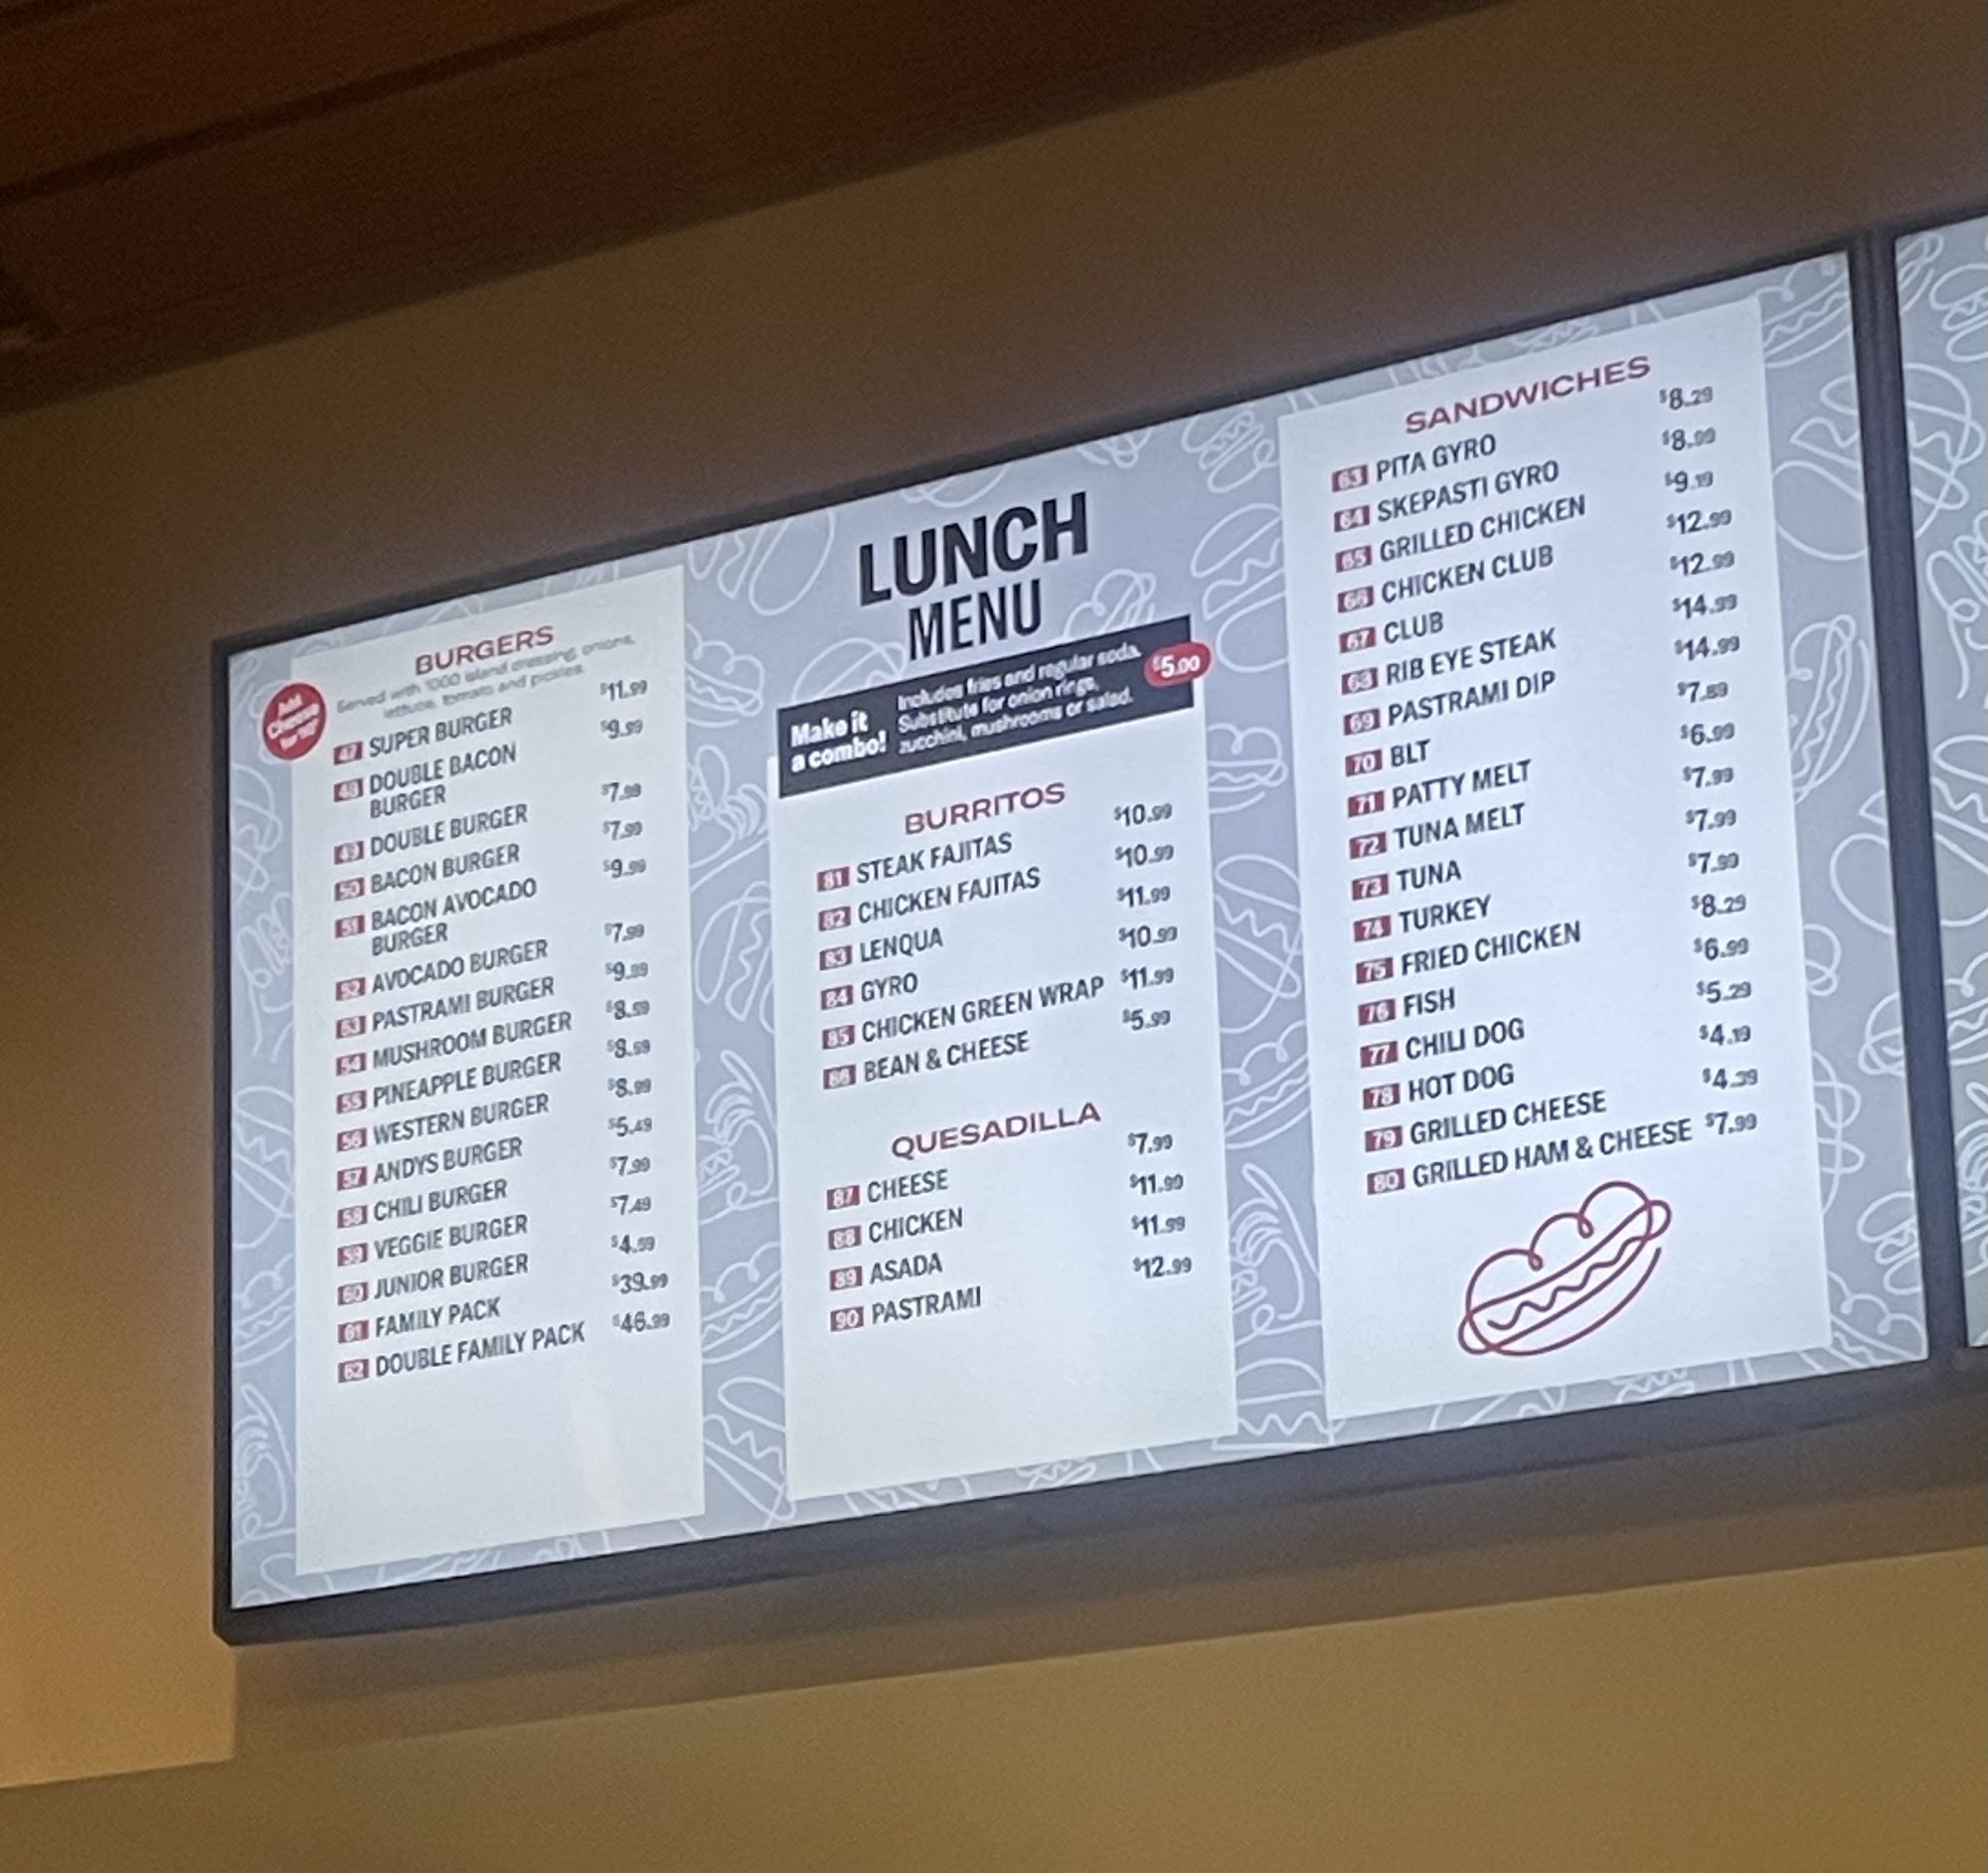 BURGERS
Add
Cheese
for
Served with 1000 island dressing, onions,
lettuce, tomato and pickles.
47 SUPER BURGER $11.99
48 DOUBLE BACON $9.99
BURGER
49 DOUBLE BURGER $7.99
50 BACON BURGER $7.99
51 BACON AVOCADO $9.99
BURGER
52 AVOCADO BURGER $7.99
53 PASTRAMI BURGER $9.99
54 MUSHROOM BURGER $8.59
55 PINEAPPLE BURGER $8.59
56 WESTERN BURGER $8.99
57 ANDYS BURGER $5.49
58 CHILI BURGER $7.99
59 VEGGIE BURGER $7.49
60 JUNIOR BURGER $4.59
61 FAMILY PACK $39.99
62 DOUBLE FAMILY PACK $46.99
LUNCH
MENU
Make it
a combo!
Includes fries and regular soda.
Substitute for onion rings,
zucchini, mushrooms or salad.
$5.00
BURRITOS
81 STEAK FAJITAS $10.99
82 CHICKEN FAJITAS $10.99
83 LENQUA $11.99
84 GYRO $10.99
85 CHICKEN GREEN WRAP $11.99
86 BEAN & CHEESE $5.99
QUESADILLA
87 CHEESE $7.99
88 CHICKEN $11.99
89 ASADA $11.99
90 PASTRAMI $12.99
SANDWICHES
63 PITA GYRO $8.29
64 SKEPASTI GYRO $8.99
65 GRILLED CHICKEN $9.19
66 CHICKEN CLUB $12.99
67 CLUB $12.99
68 RIB EYE STEAK $14.99
69 PASTRAMI DIP $14.99
70 BLT
71 PATTY MELT $6.99
72 TUNA MELT $7.99
73 TUNA $7.99
74 TURKEY $7.99
75 FRIED CHICKEN $8.29
76 FISH $6.99
77 CHILI DOG $5.29
78 HOT DOG $4.19
79 GRILLED CHEESE $4.39
80 GRILLED HAM & CHEESE $7.99